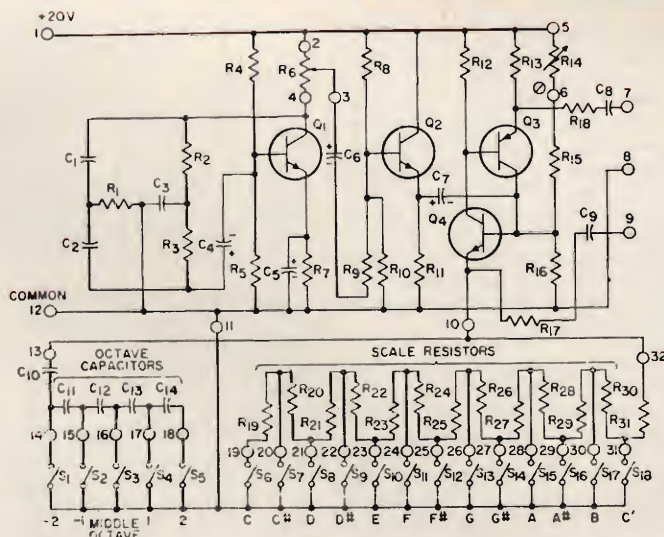 +20V
1 2 5
R4 R6 R8 R12 R13 R14
4 3 6 C8 7
Q1 Q2 Q3 R18
C1 R2 C6 R15
R1 C3 C7 8
Q4 C9 9
C2 R3 C4 R5 C5 R7 R9 R10 R11 R16
COMMON
12 11 10 R17
13 OCTAVE CAPACITORS SCALE RESISTORS 32
C10
C11 C12 C13 C14
R20 R22 R24 R26 R28 R30
R19 R21 R23 R25 R27 R29 R31
14 15 16 17 18 19 20 21 22 23 24 25 26 27 28 29 30 31
S1 S2 S3 S4 S5 S6 S7 S8 S9 S10 S11 S12 S13 S14 S15 S16 S17 S18
-2 -1 MIDDLE OCTAVE 1 2 C C# D D# E F F# G G# A A# B C'